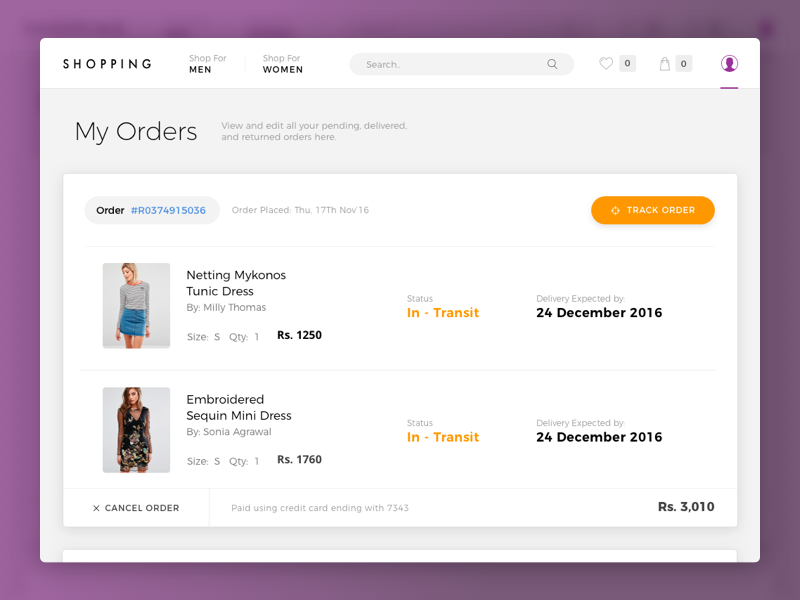 SHOPPING
Shop For
MEN
Shop For
WOMEN
Search..
0
0
My Orders
View and edit all your pending, delivered,
and returned orders here.
Order #R0374915036
Order Placed: Thu, 17Th Nov'16
TRACK ORDER
Netting Mykonos
Tunic Dress
By: Milly Thomas
Size: S Qty: 1 Rs. 1250
Status
In - Transit
Delivery Expected by:
24 December 2016
Embroidered
Sequin Mini Dress
By: Sonia Agrawal
Size: S Qty: 1 Rs. 1760
Status
In - Transit
Delivery Expected by:
24 December 2016
CANCEL ORDER
Paid using credit card ending with 7343
Rs. 3,010